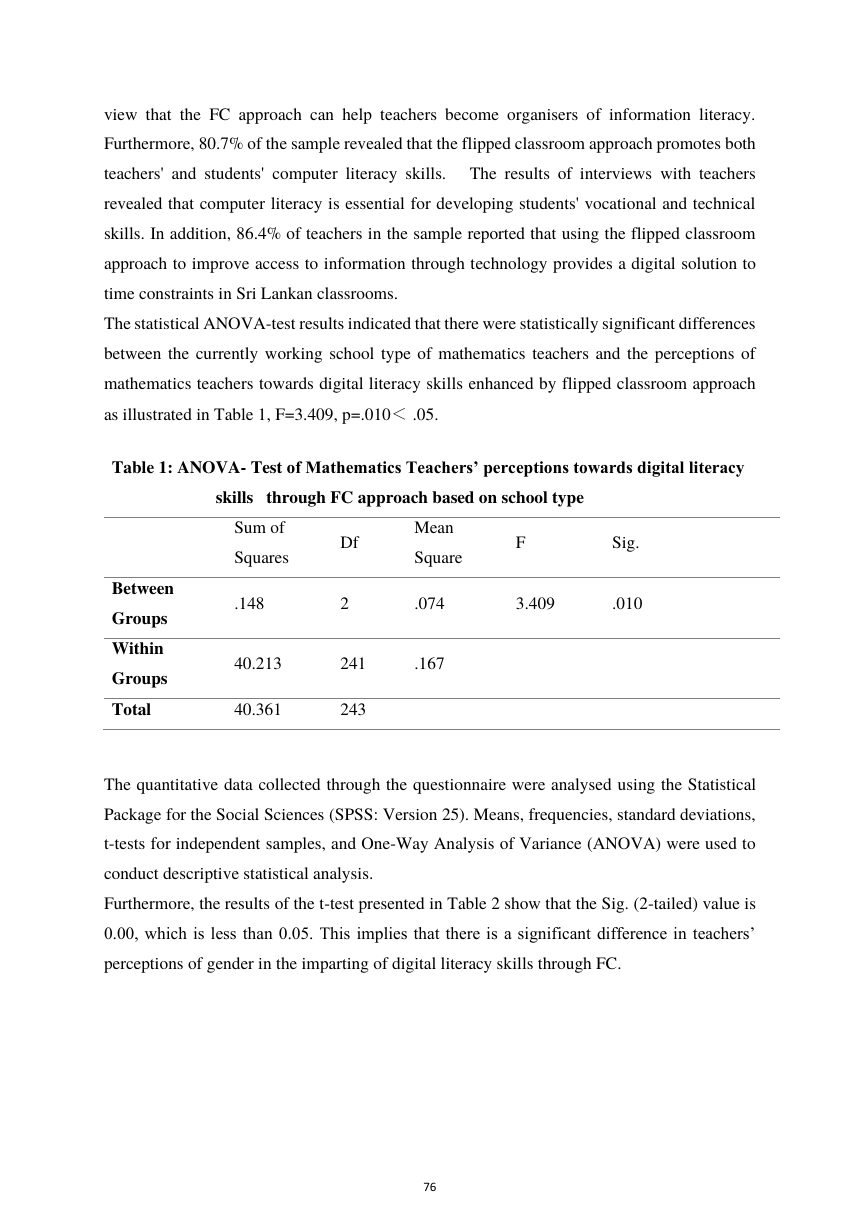 view that the FC approach can help teachers become organisers of information literacy.
Furthermore, 80.7% of the sample revealed that the flipped classroom approach promotes both
teachers' and students' computer literacy skills. The results of interviews with teachers
revealed that computer literacy is essential for developing students' vocational and technical
skills. In addition, 86.4% of teachers in the sample reported that using the flipped classroom
approach to improve access to information through technology provides a digital solution to
time constraints in Sri Lankan classrooms.
The statistical ANOVA-test results indicated that there were statistically significant differences
between the currently working school type of mathematics teachers and the perceptions of
mathematics teachers towards digital literacy skills enhanced by flipped classroom approach
as illustrated in Table 1, F=3.409, p=.010< .05.
Table 1: ANOVA- Test of Mathematics Teachers’ perceptions towards digital literacy
skills through FC approach based on school type
Sum of Squares Df Mean Square F Sig.
Between Groups .148 2 .074 3.409 .010
Within Groups 40.213 241 .167
Total 40.361 243
The quantitative data collected through the questionnaire were analysed using the Statistical
Package for the Social Sciences (SPSS: Version 25). Means, frequencies, standard deviations,
t-tests for independent samples, and One-Way Analysis of Variance (ANOVA) were used to
conduct descriptive statistical analysis.
Furthermore, the results of the t-test presented in Table 2 show that the Sig. (2-tailed) value is
0.00, which is less than 0.05. This implies that there is a significant difference in teachers’
perceptions of gender in the imparting of digital literacy skills through FC.
76